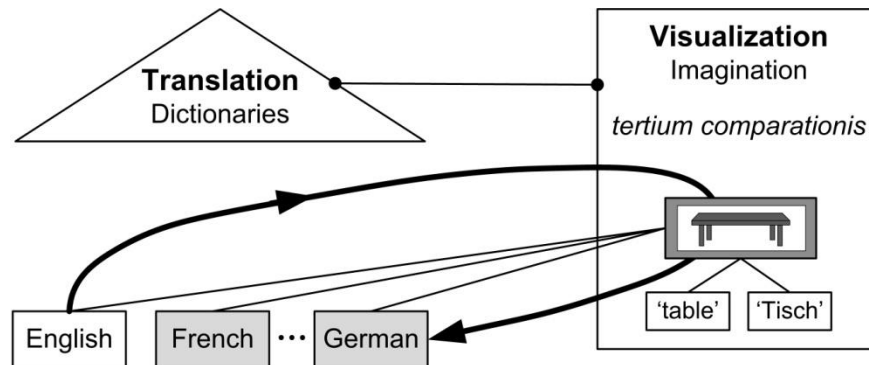 Translation
Dictionaries
Visualization
Imagination
tertium comparationis
‘table’
‘Tisch’
English
French
...
German